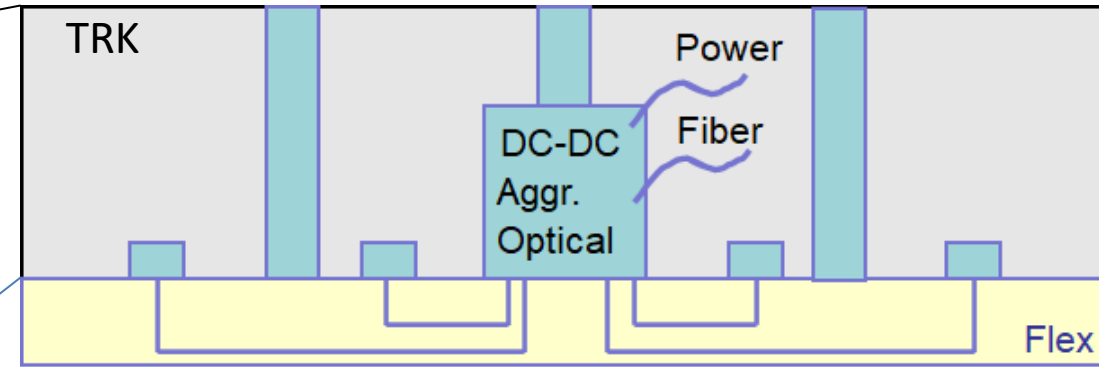 TRK
Power
Fiber
DC-DC
Aggr.
Optical
Flex